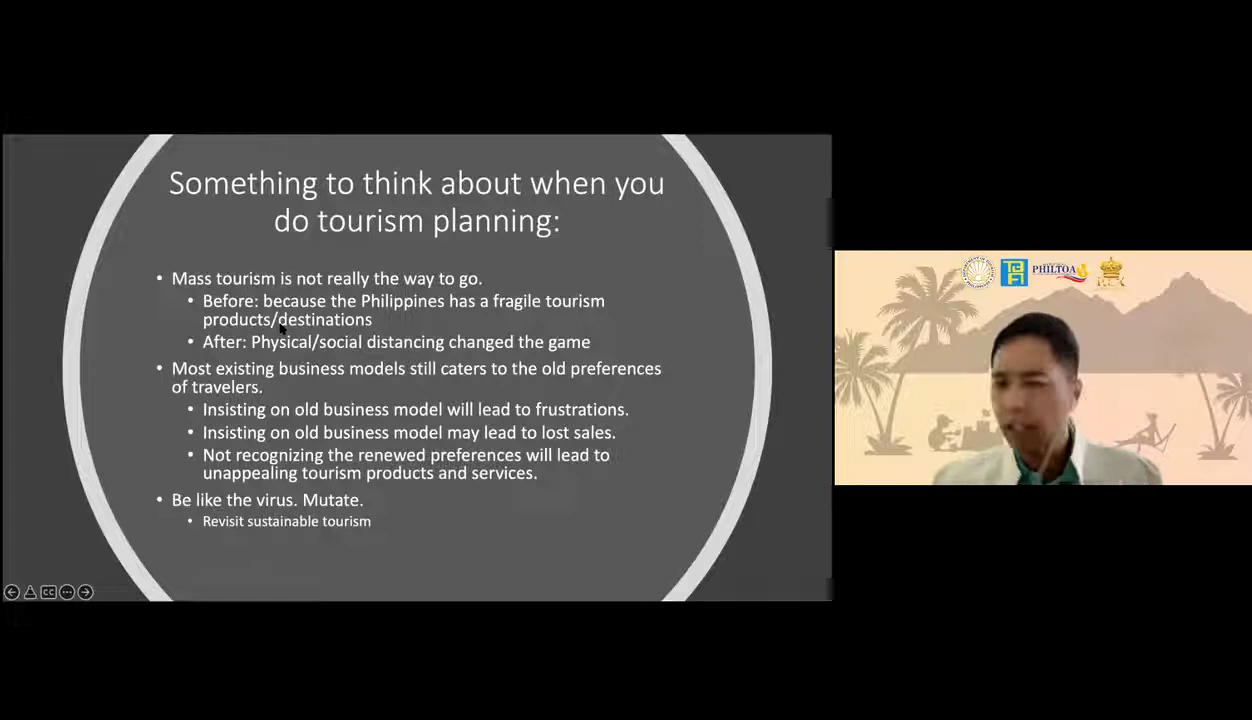 Something to think about when you
do tourism planning:
• Mass tourism is not really the way to go.
• Before: because the Philippines has a fragile tourism
products/destinations
• After: Physical/social distancing changed the game
• Most existing business models still caters to the old preferences
of travelers.
• Insisting on old business model will lead to frustrations.
• Insisting on old business model may lead to lost sales.
• Not recognizing the renewed preferences will lead to
unappealing tourism products and services.
• Be like the virus. Mutate.
• Revisit sustainable tourism
CC
PHILTOA